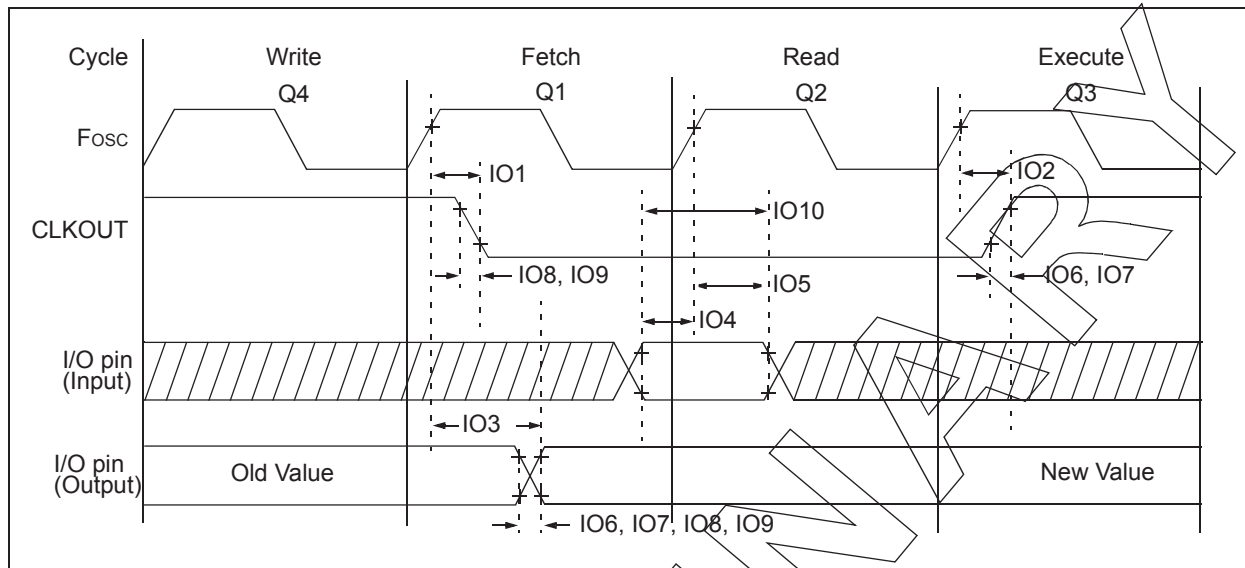 Cycle Write Fetch Read Execute
Q4 Q1 Q2 Q3
FOSC
IO1 IO2
CLKOUT
IO10
IO8, IO9 IO5 IO6, IO7
IO4
I/O pin
(Input)
IO3
I/O pin
(Output)
Old Value New Value
IO6, IO7, IO8, IO9